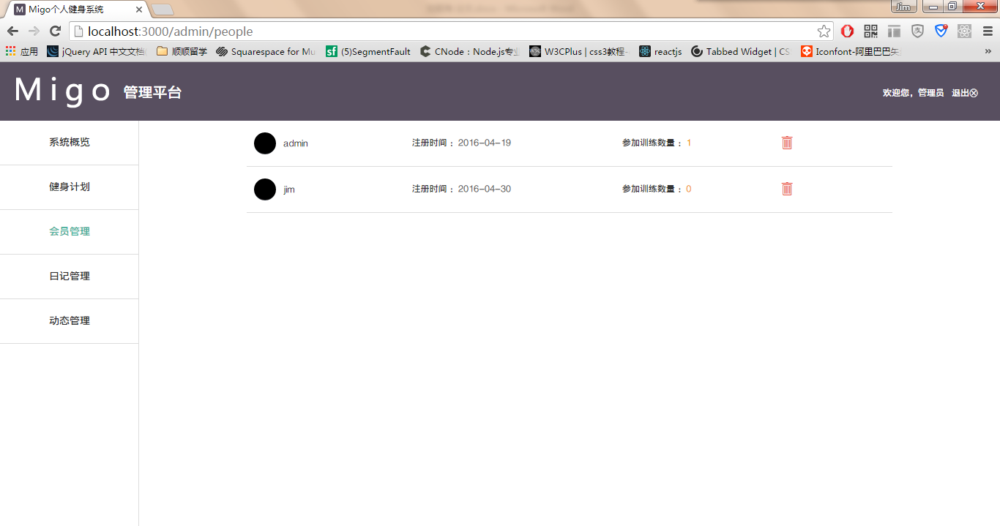 Migo个人健身系统
Jim
localhost:3000/admin/people
应用 jQuery API 中文文档 顺顺留学 Squarespace for Mu (5)SegmentFault CNode：Node.js专业 W3CPlus | css3教程- reactjs Tabbed Widget | CS Iconfont-阿里巴巴矢 »
Migo 管理平台 欢迎您，管理员 退出
系统概览
健身计划
会员管理
日记管理
动态管理
admin 注册时间 ：2016-04-19 参加训练数量 ：1
jim 注册时间 ：2016-04-30 参加训练数量 ：0